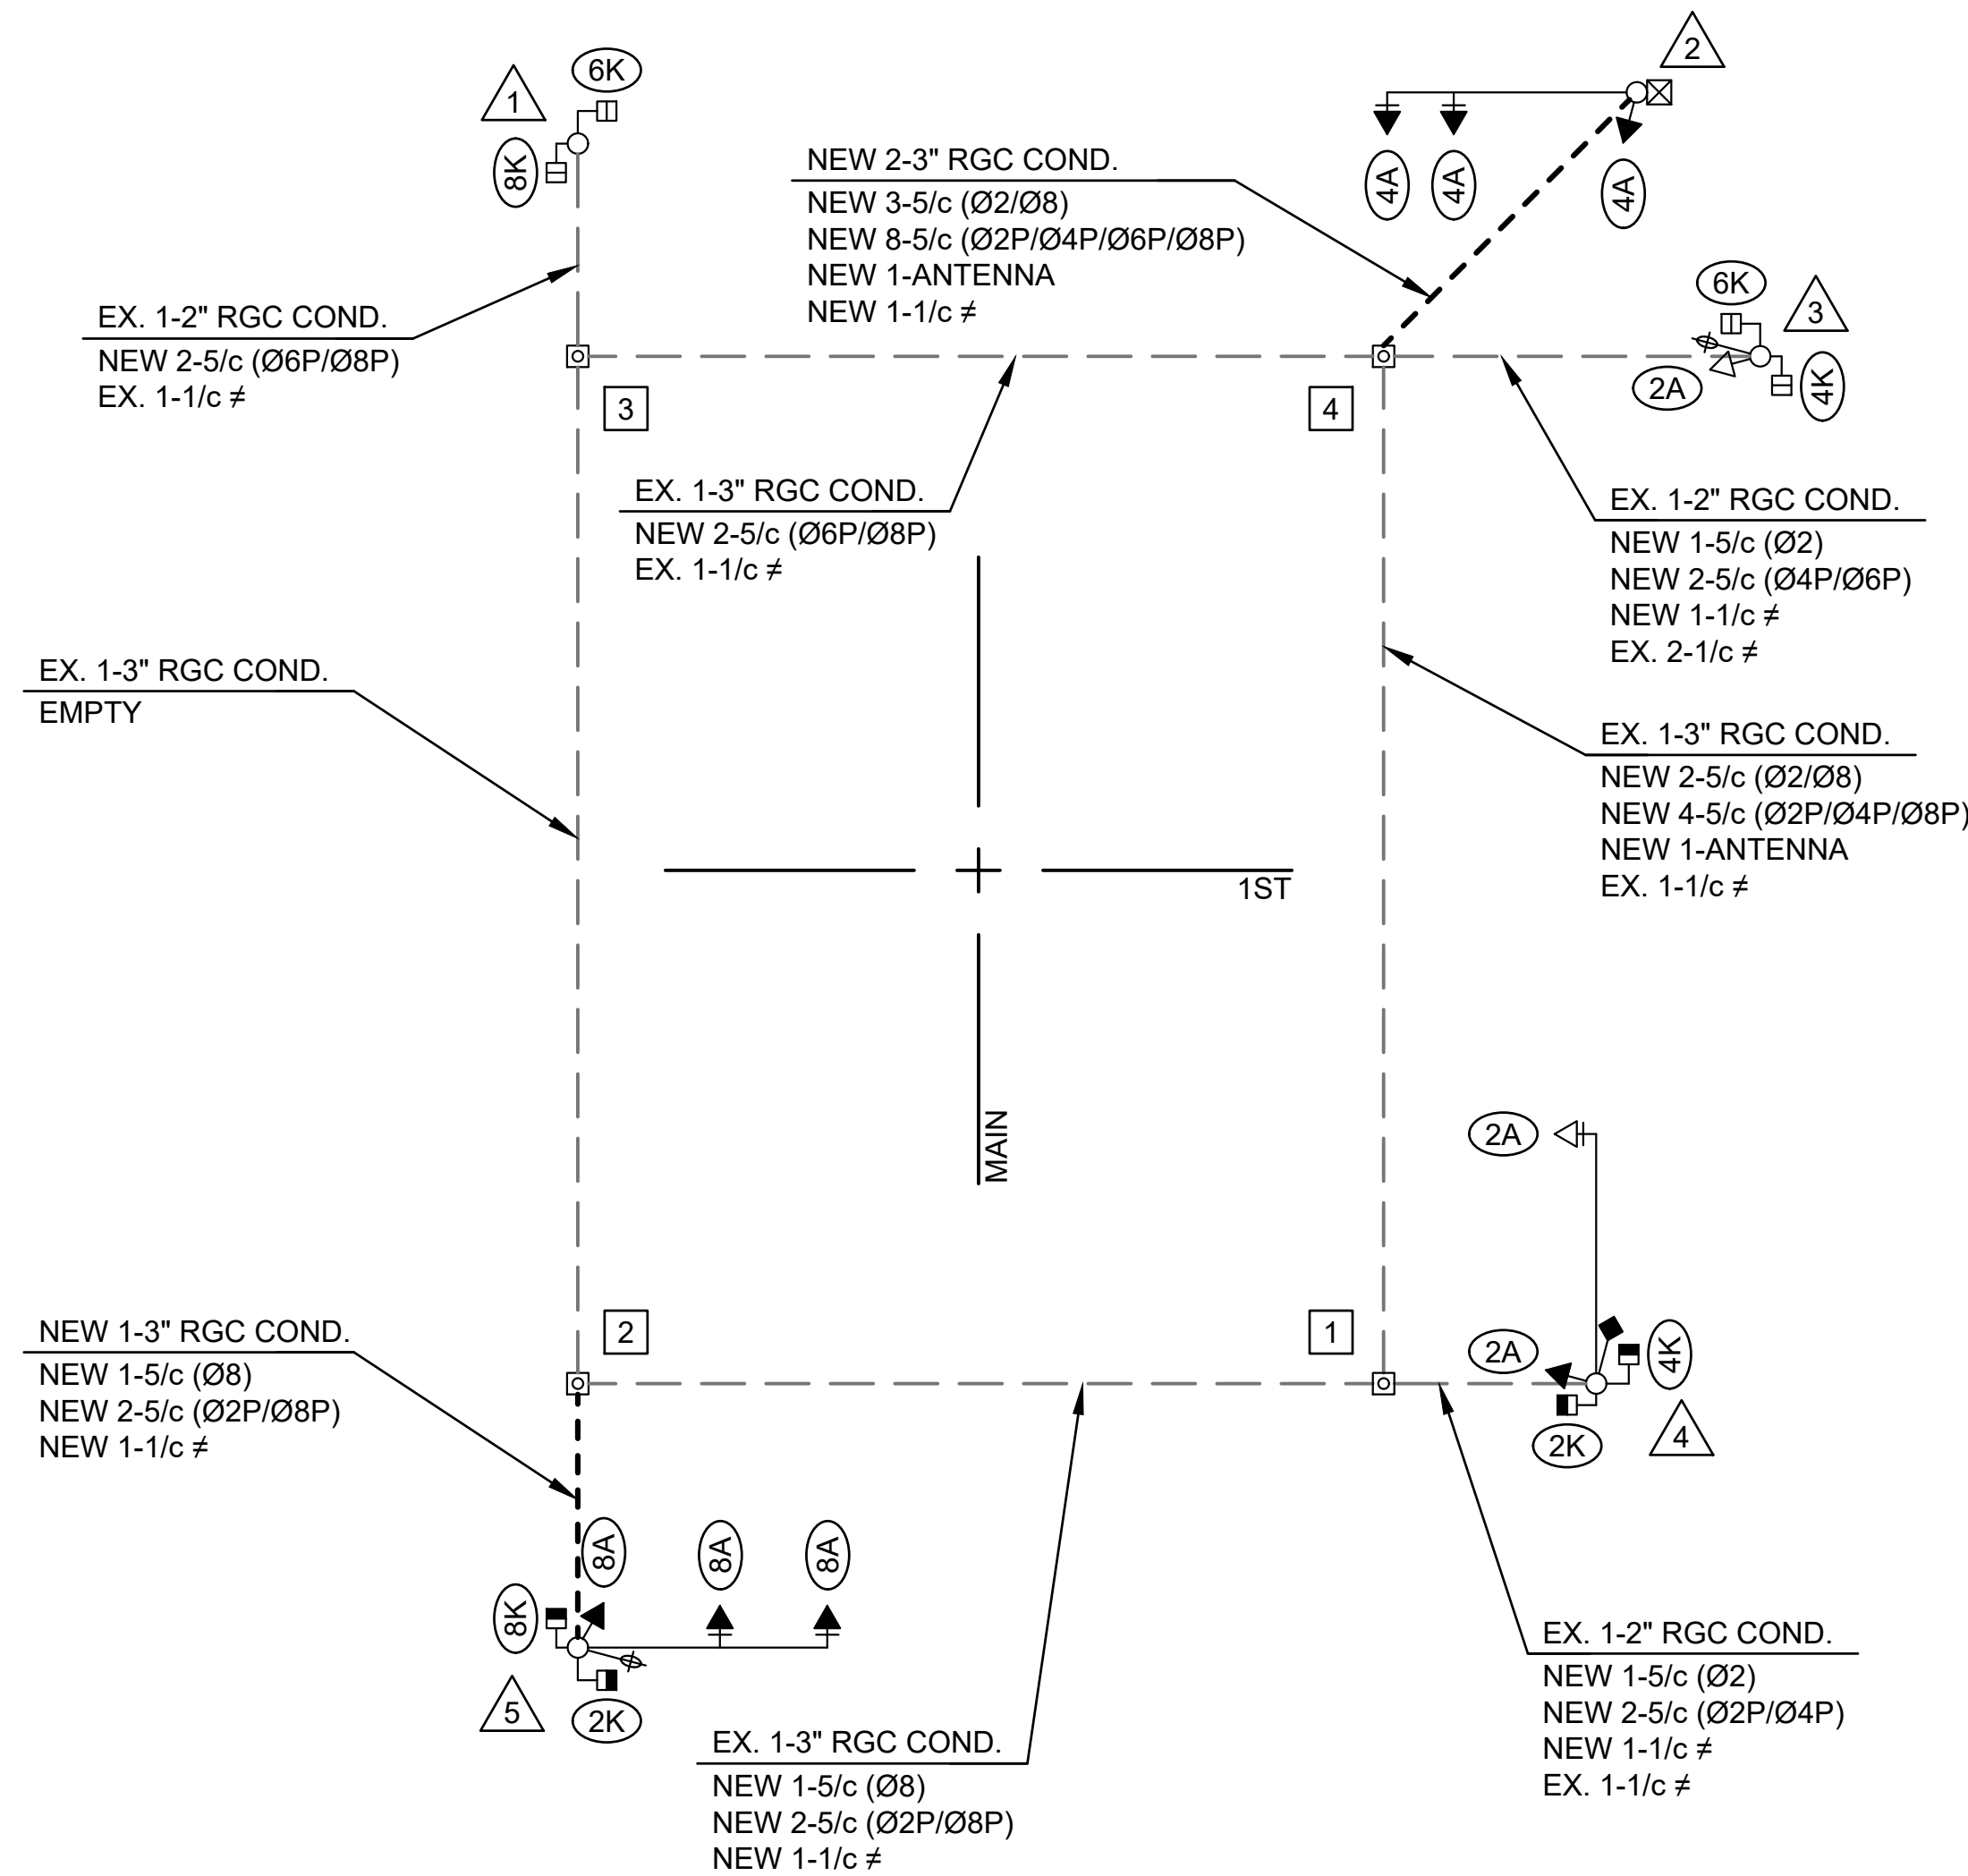 1
6K
8K
2
4A
4A
4A
NEW 2-3" RGC COND.
NEW 3-5/c (Ø2/Ø8)
NEW 8-5/c (Ø2P/Ø4P/Ø6P/Ø8P)
NEW 1-ANTENNA
NEW 1-1/c ≠
EX. 1-2" RGC COND.
NEW 2-5/c (Ø6P/Ø8P)
EX. 1-1/c ≠
6K
3
2A
4K
3
4
EX. 1-3" RGC COND.
NEW 2-5/c (Ø6P/Ø8P)
EX. 1-1/c ≠
EX. 1-2" RGC COND.
NEW 1-5/c (Ø2)
NEW 2-5/c (Ø4P/Ø6P)
NEW 1-1/c ≠
EX. 2-1/c ≠
EX. 1-3" RGC COND.
EMPTY
EX. 1-3" RGC COND.
NEW 2-5/c (Ø2/Ø8)
NEW 4-5/c (Ø2P/Ø4P/Ø8P)
NEW 1-ANTENNA
EX. 1-1/c ≠
1ST
MAIN
2A
2
1
2A
4K
2K
4
NEW 1-3" RGC COND.
NEW 1-5/c (Ø8)
NEW 2-5/c (Ø2P/Ø8P)
NEW 1-1/c ≠
8A
8A
8A
8K
5
2K
EX. 1-3" RGC COND.
NEW 1-5/c (Ø8)
NEW 2-5/c (Ø2P/Ø8P)
NEW 1-1/c ≠
EX. 1-2" RGC COND.
NEW 1-5/c (Ø2)
NEW 2-5/c (Ø2P/Ø4P)
NEW 1-1/c ≠
EX. 1-1/c ≠